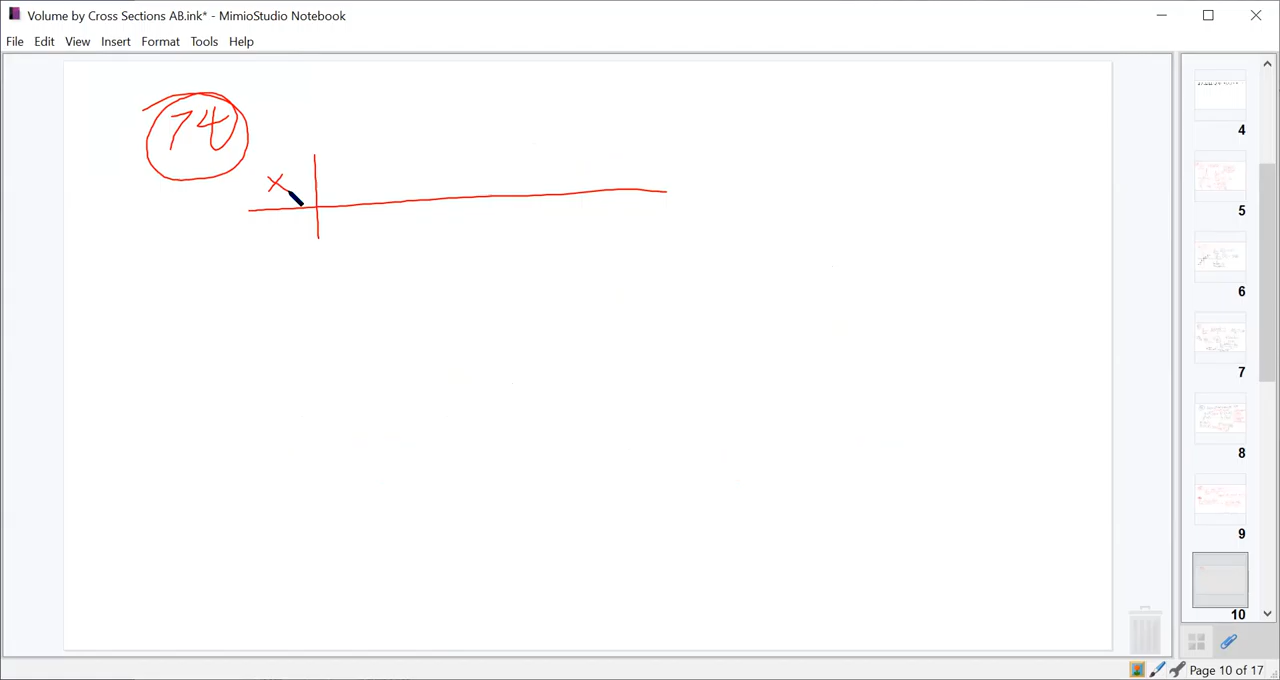 Volume by Cross Sections AB.ink* - MimioStudio Notebook
File Edit View Insert Format Tools Help
74
x
4
5
6
7
8
9
10
Page 10 of 17